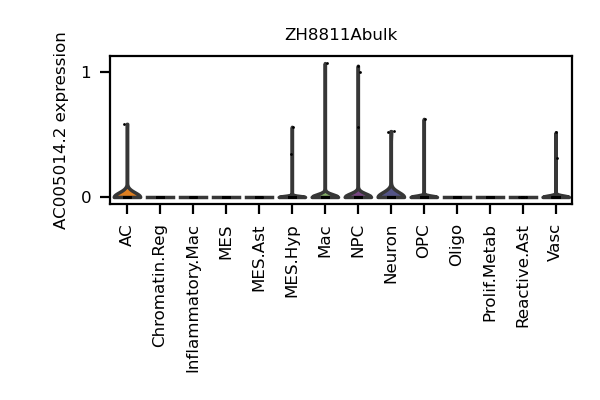 ZH8811Abulk
AC005014.2 expression
1
0
AC
Chromatin.Reg
Inflammatory.Mac
MES
MES.Ast
MES.Hyp
Mac
NPC
Neuron
OPC
Oligo
Prolif.Metab
Reactive.Ast
Vasc